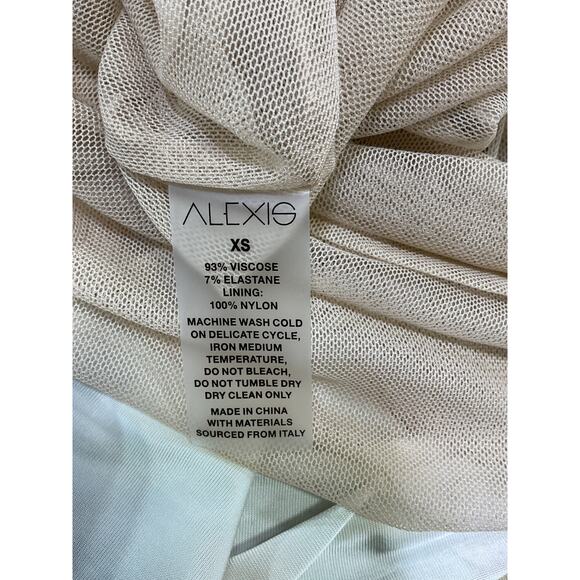 ALEXIS
XS
93% VISCOSE
7% ELASTANE
LINING:
100% NYLON
MACHINE WASH COLD
ON DELICATE CYCLE,
IRON MEDIUM
TEMPERATURE,
DO NOT BLEACH,
DO NOT TUMBLE DRY
DRY CLEAN ONLY
MADE IN CHINA
WITH MATERIALS
SOURCED FROM ITALY